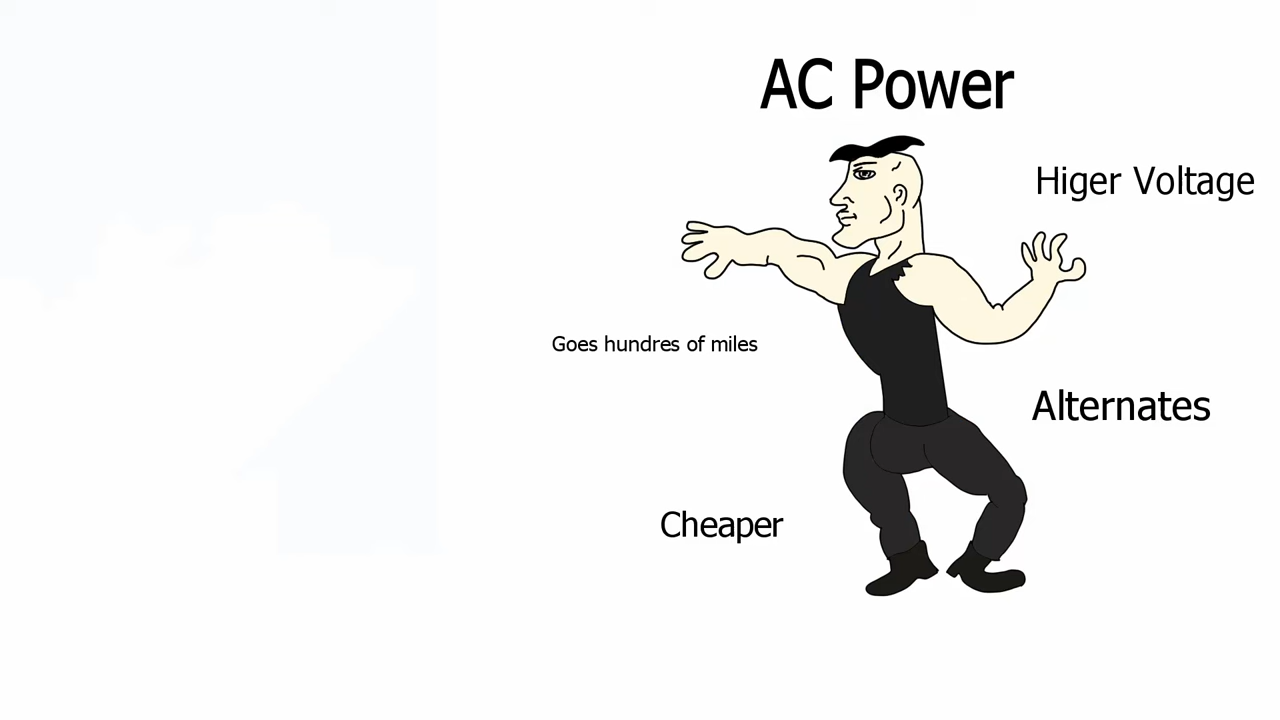 AC Power
Higer Voltage
Goes hundres of miles
Alternates
Cheaper